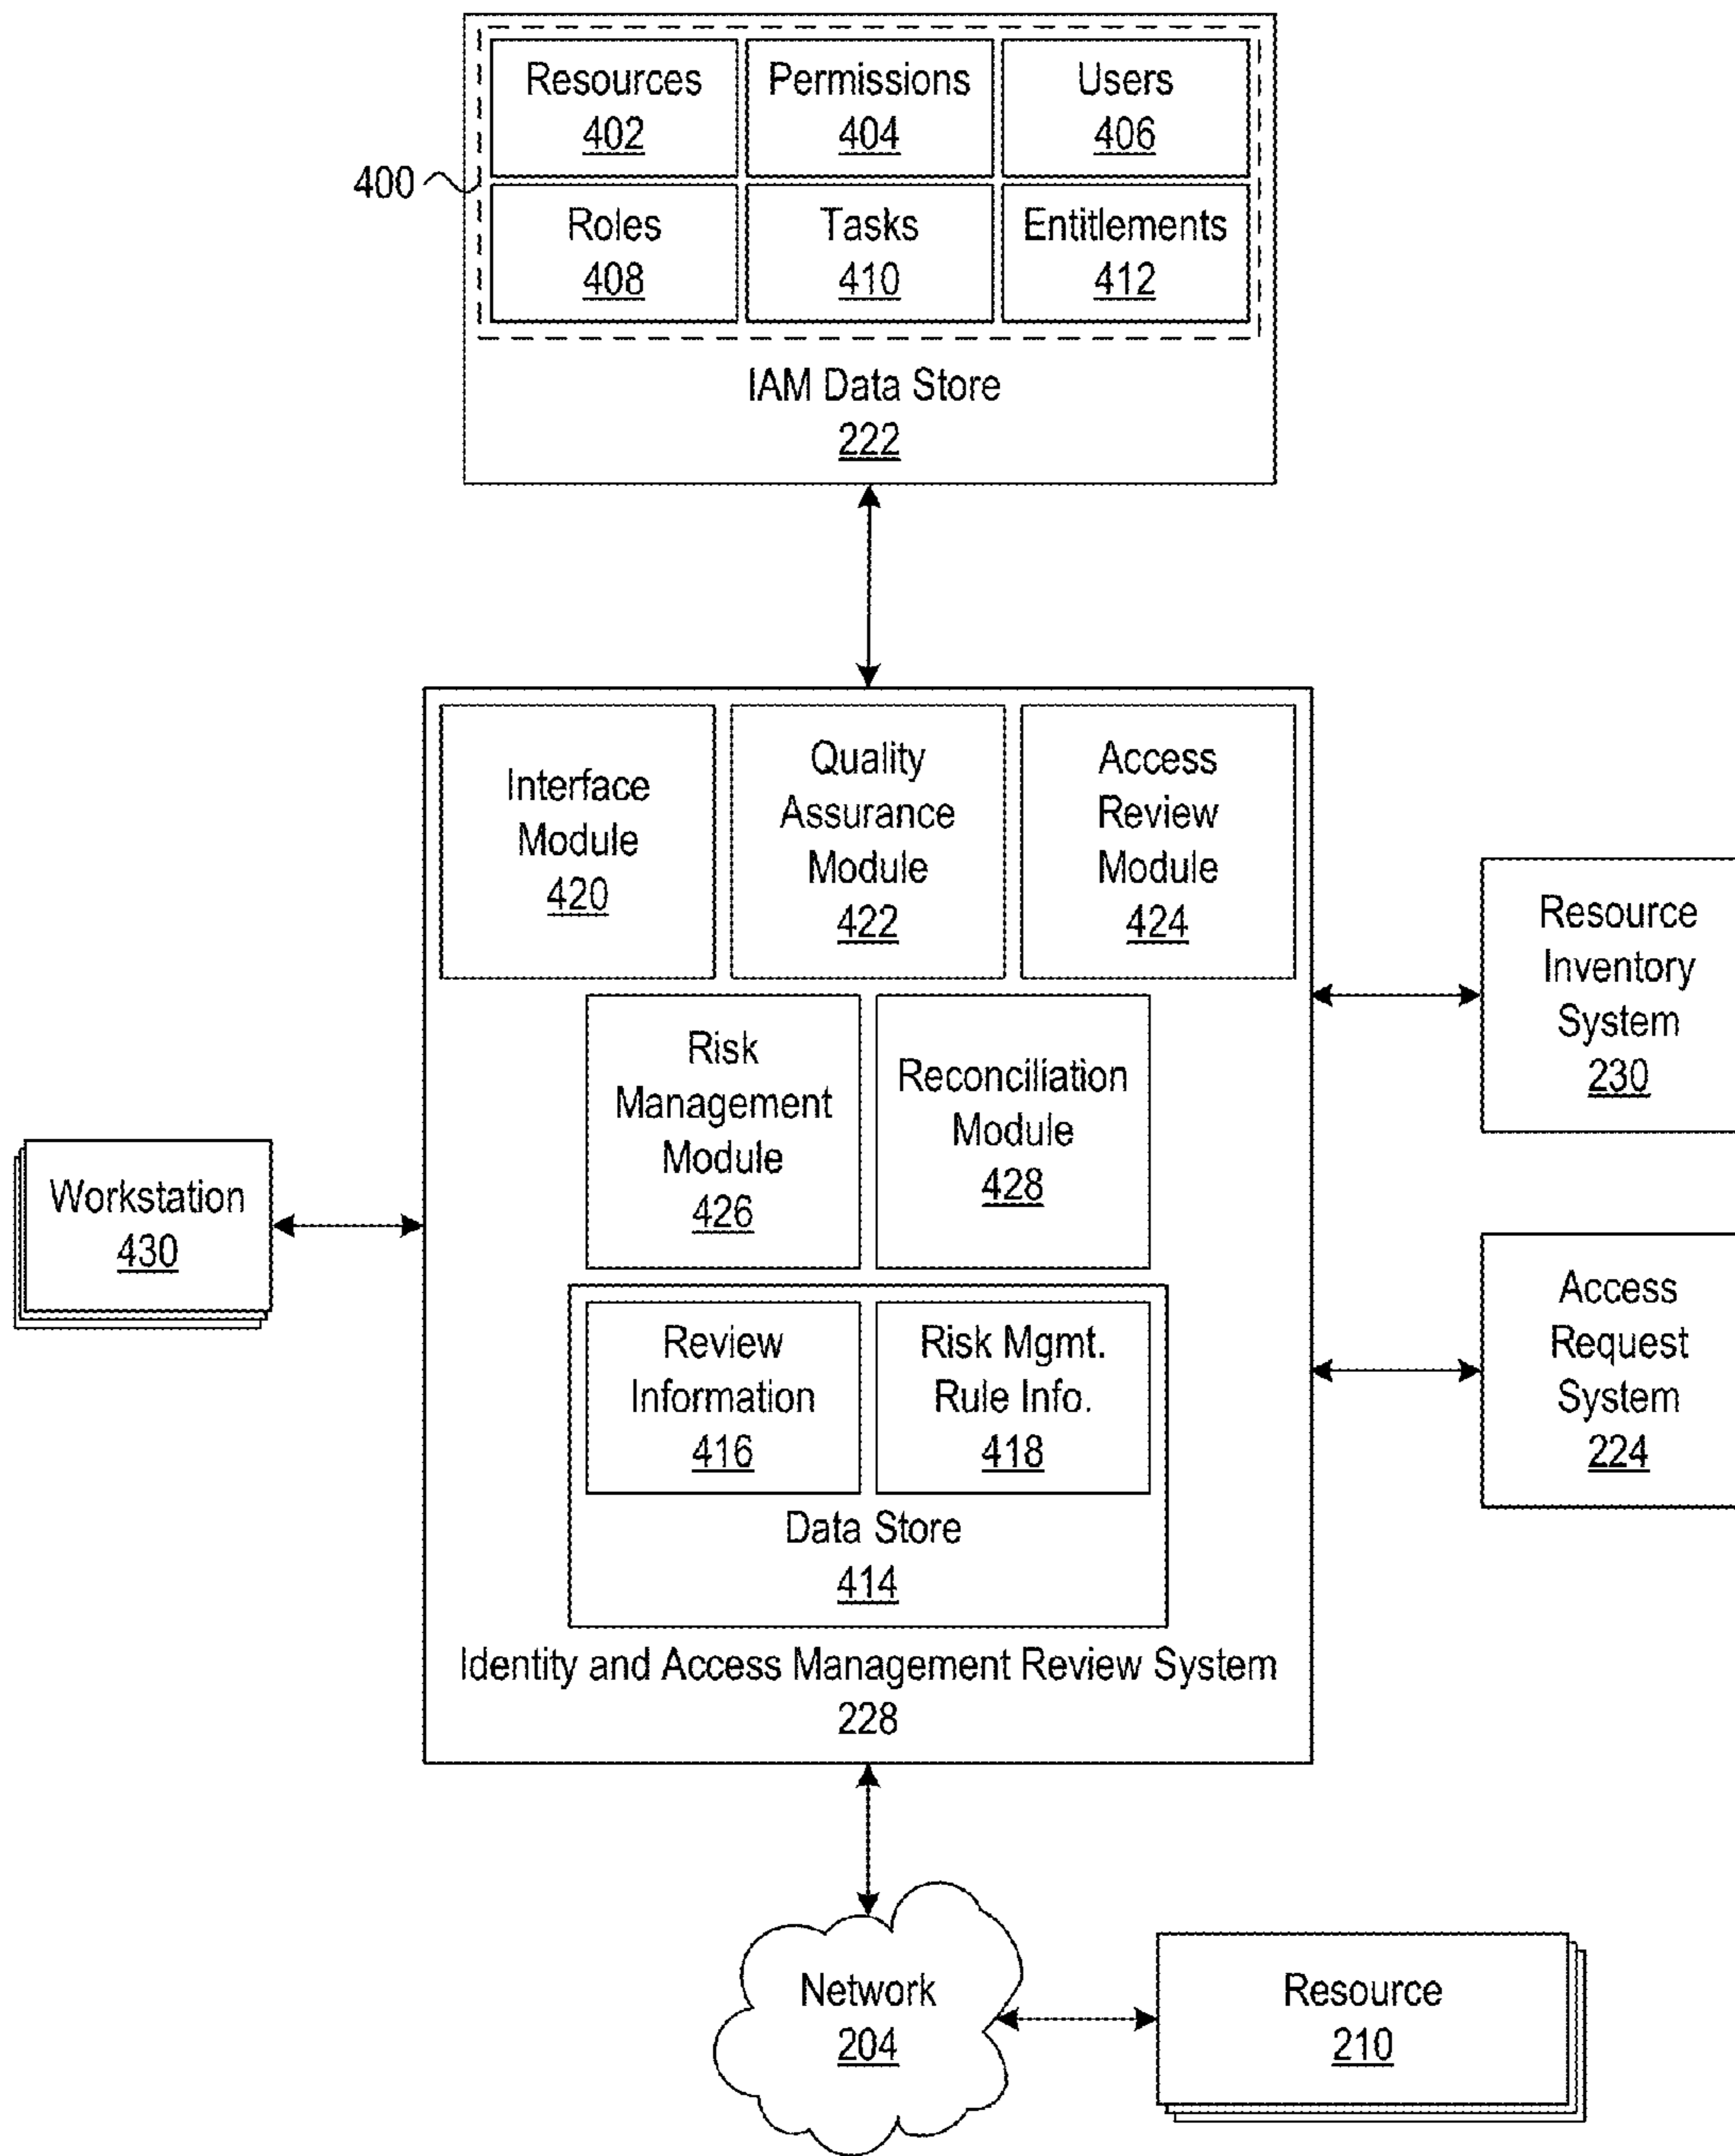 Resources
402
Permissions
404
Users
406
400
Roles
408
Tasks
410
Entitlements
412
IAM Data Store
222
Interface
Module
420
Quality
Assurance
Module
422
Access
Review
Module
424
Resource
Inventory
System
230
Risk
Management
Module
426
Reconciliation
Module
428
Workstation
430
Access
Request
System
224
Review
Information
416
Risk Mgmt.
Rule Info.
418
Data Store
414
Identity and Access Management Review System
228
Network
204
Resource
210